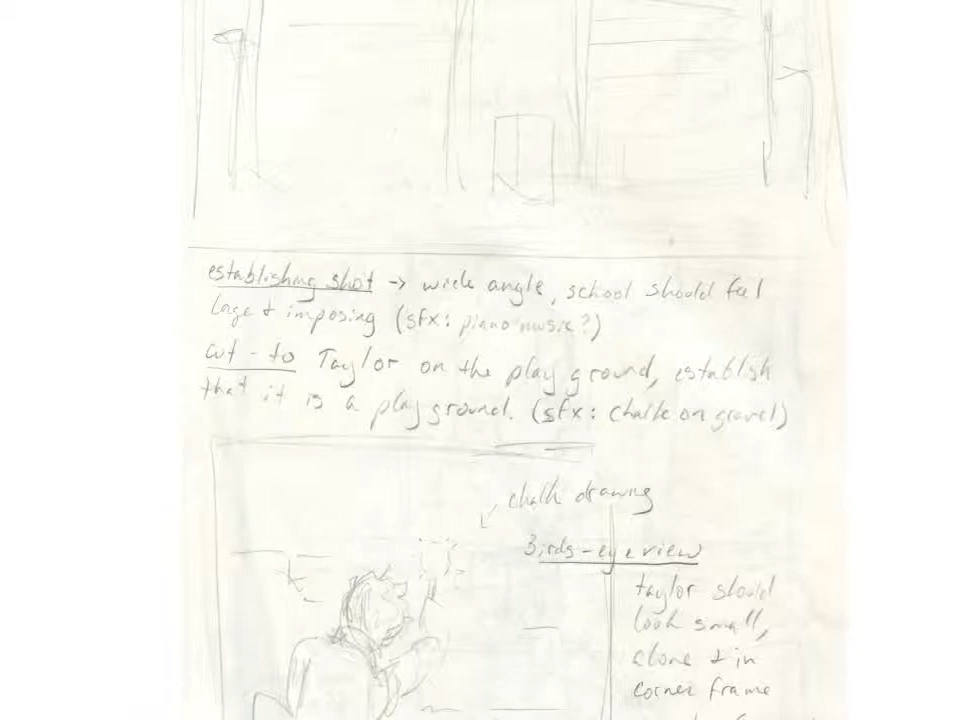 establishing shot -> wide angle, school should feel
Large & imposing (sfx: piano music?)
cut-to Taylor on the play ground, establish
that it is a playground. (sfx: Chalk on gravel)
chalk drawing
Birds-eye view
taylor should
look small,
alone & in
corner frame